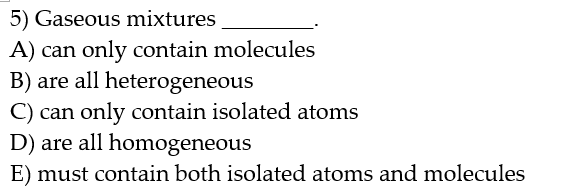 5) Gaseous mixtures ________.
A) can only contain molecules
B) are all heterogeneous
C) can only contain isolated atoms
D) are all homogeneous
E) must contain both isolated atoms and molecules